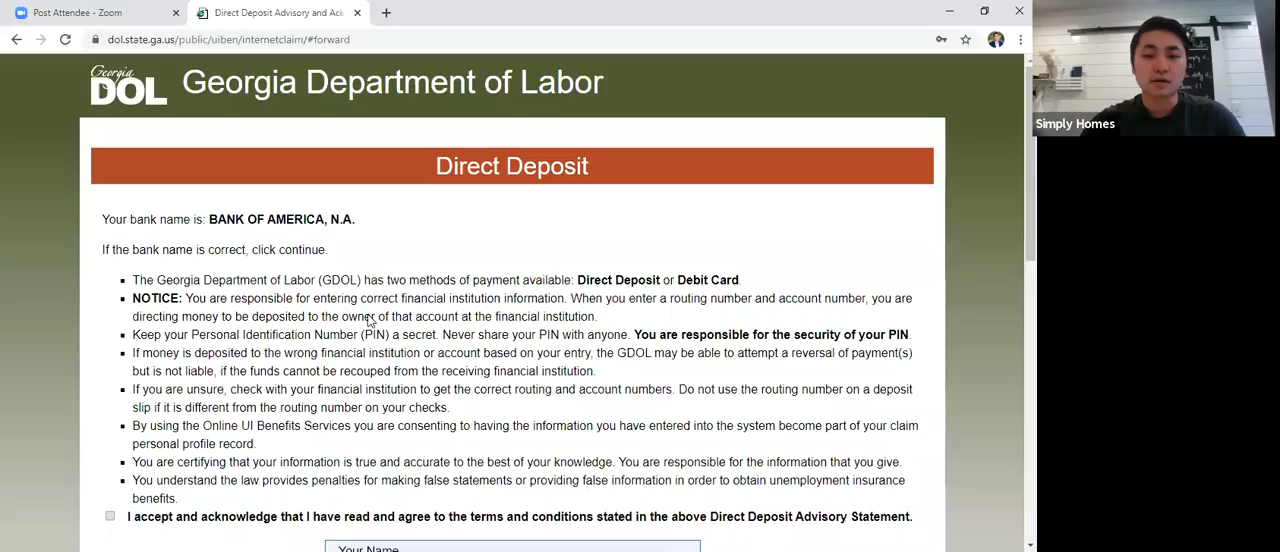 Post Attendee - Zoom
Direct Deposit Advisory and Ack
dol.state.ga.us/public/uiben/internetclaim/#forward
Georgia
DOL
Georgia Department of Labor
Simply Homes
Direct Deposit
Your bank name is: BANK OF AMERICA, N.A.
If the bank name is correct, click continue.
The Georgia Department of Labor (GDOL) has two methods of payment available: Direct Deposit or Debit Card.
NOTICE: You are responsible for entering correct financial institution information. When you enter a routing number and account number, you are
directing money to be deposited to the owner of that account at the financial institution.
Keep your Personal Identification Number (PIN) a secret. Never share your PIN with anyone. You are responsible for the security of your PIN.
If money is deposited to the wrong financial institution or account based on your entry, the GDOL may be able to attempt a reversal of payment(s)
but is not liable, if the funds cannot be recouped from the receiving financial institution.
If you are unsure, check with your financial institution to get the correct routing and account numbers. Do not use the routing number on a deposit
slip if it is different from the routing number on your checks.
By using the Online UI Benefits Services you are consenting to having the information you have entered into the system become part of your claim
personal profile record.
You are certifying that your information is true and accurate to the best of your knowledge. You are responsible for the information that you give.
You understand the law provides penalties for making false statements or providing false information in order to obtain unemployment insurance
benefits.
I accept and acknowledge that I have read and agree to the terms and conditions stated in the above Direct Deposit Advisory Statement.
Your Name